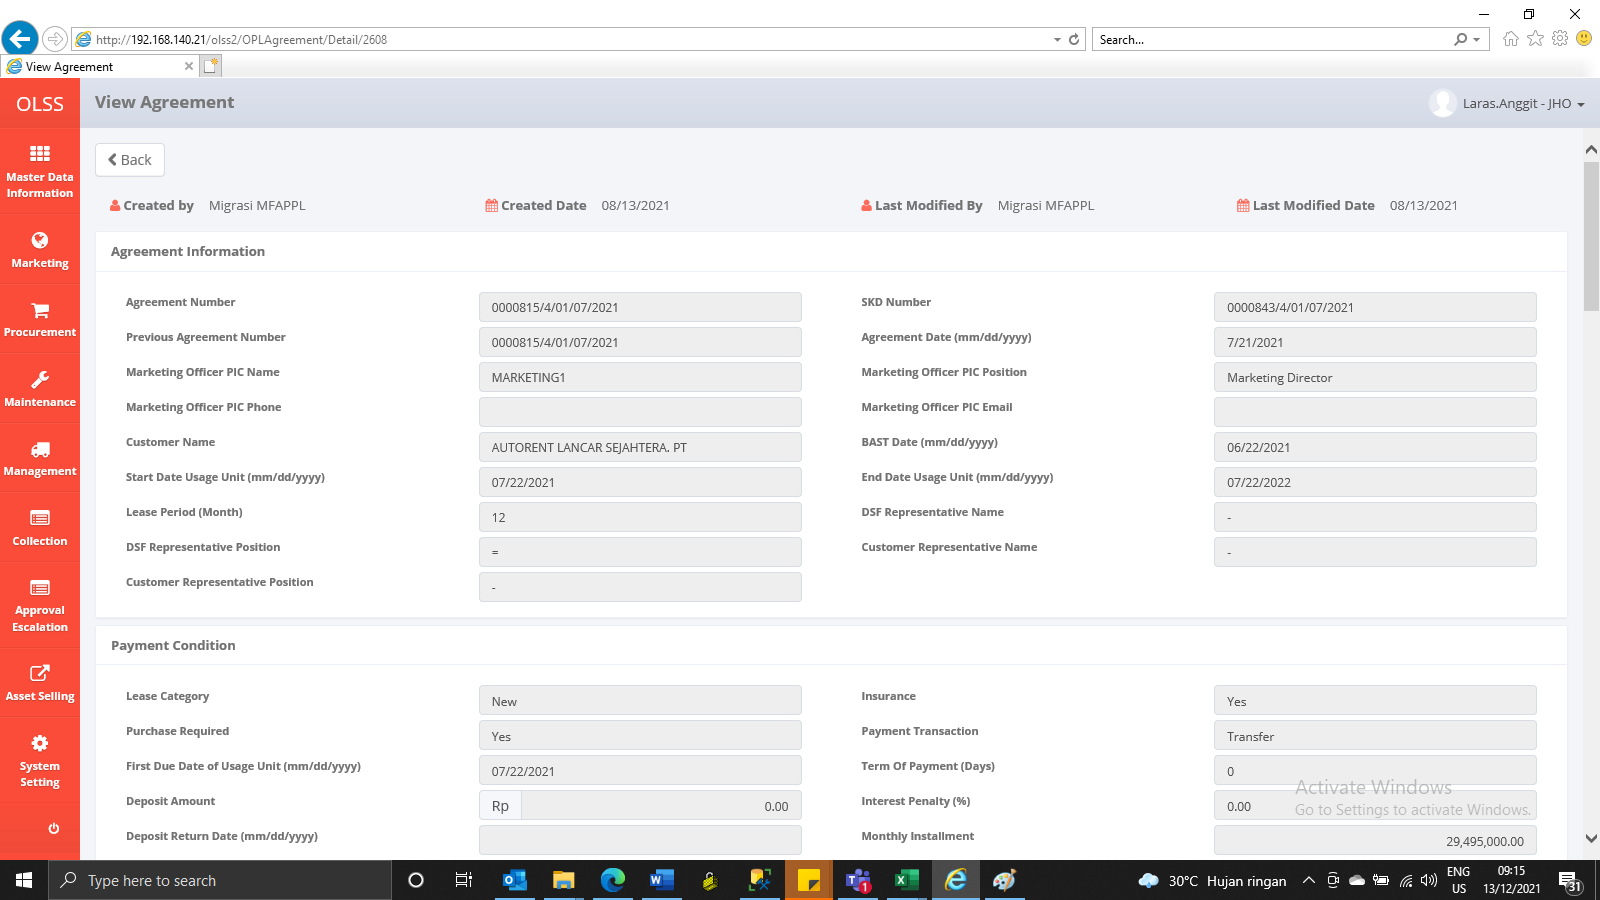 http://192.168.140.21/olss2/OPLAgreement/Detail/2608
Search...
View Agreement
OLSS
View Agreement
Laras.Anggit - JHO
Back
Created by Migrasi MFAPPL
Created Date 08/13/2021
Last Modified By Migrasi MFAPPL
Last Modified Date 08/13/2021
Master Data
Information
Marketing
Procurement
Maintenance
Management
Collection
Approval
Escalation
Asset Selling
System
Setting
Agreement Information
Agreement Number 0000815/4/01/07/2021
SKD Number 0000843/4/01/07/2021
Previous Agreement Number 0000815/4/01/07/2021
Agreement Date (mm/dd/yyyy) 7/21/2021
Marketing Officer PIC Name MARKETING1
Marketing Officer PIC Position Marketing Director
Marketing Officer PIC Phone
Marketing Officer PIC Email
Customer Name AUTORENT LANCAR SEJAHTERA. PT
BAST Date (mm/dd/yyyy) 06/22/2021
Start Date Usage Unit (mm/dd/yyyy) 07/22/2021
End Date Usage Unit (mm/dd/yyyy) 07/22/2022
Lease Period (Month) 12
DSF Representative Name -
DSF Representative Position =
Customer Representative Name -
Customer Representative Position -
Payment Condition
Lease Category New
Insurance Yes
Purchase Required Yes
Payment Transaction Transfer
First Due Date of Usage Unit (mm/dd/yyyy) 07/22/2021
Term Of Payment (Days) 0
Deposit Amount Rp 0.00
Interest Penalty (%) 0.00
Deposit Return Date (mm/dd/yyyy)
Monthly Installment 29,495,000.00
Activate Windows
Go to Settings to activate Windows.
Type here to search
1
30°C Hujan ringan
ENG
US
09:15
13/12/2021
31